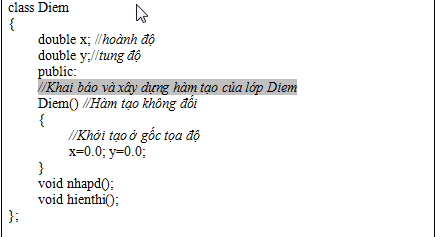 class Diem
{
double x; //hoành độ
double y;//tung độ
public:
//Khai báo và xây dựng hàm tạo của lớp Diem
Diem() //Hàm tạo không đối
{
//Khởi tạo ở gốc tọa độ
x=0.0; y=0.0;
}
void nhapd();
void hienthi();
};